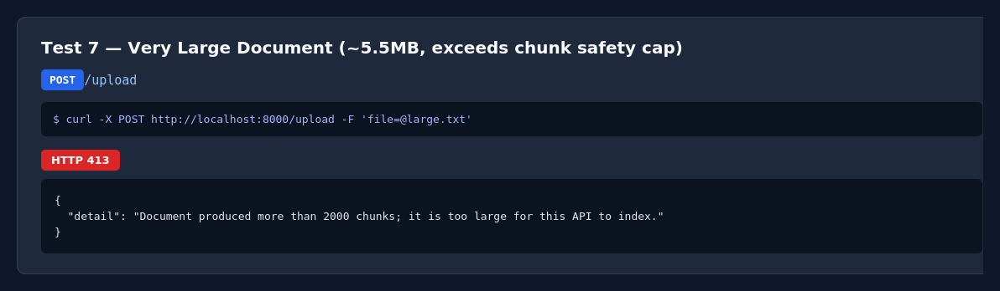 Test 7 — Very Large Document (~5.5MB, exceeds chunk safety cap)
POST /upload
$ curl -X POST http://localhost:8000/upload -F 'file=@large.txt'
HTTP 413
{
  "detail": "Document produced more than 2000 chunks; it is too large for this API to index."
}